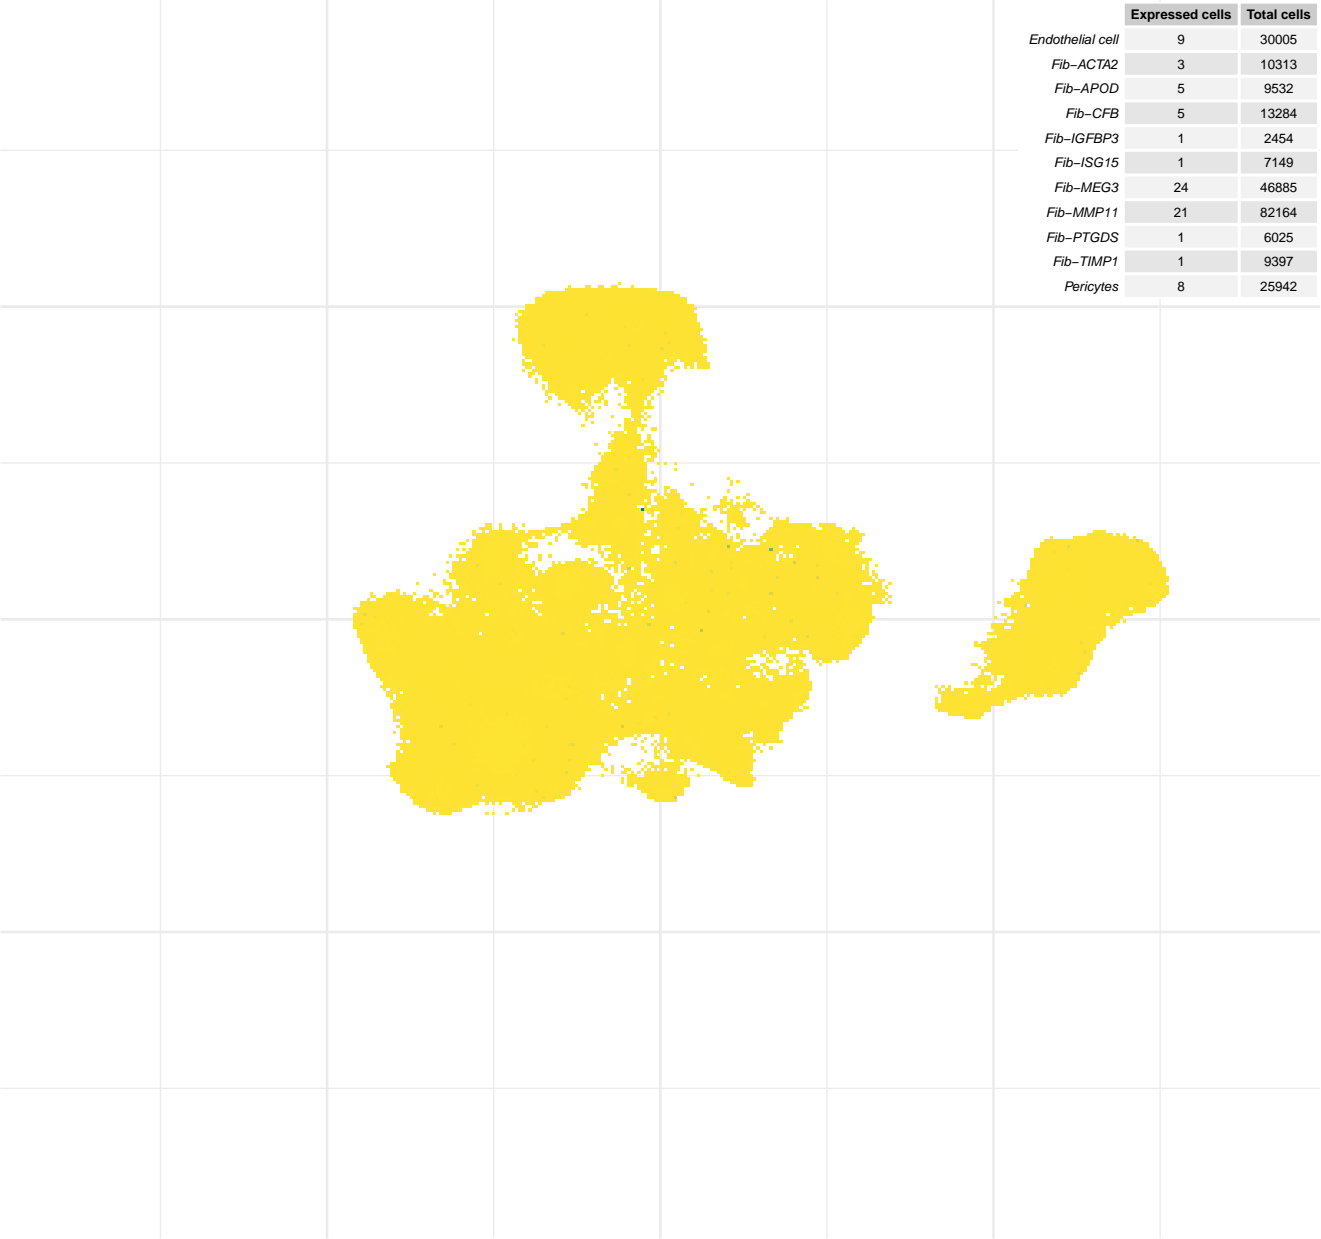 Expressed cells Total cells
Endothelial cell 9 30005
Fib−ACTA2 3 10313
Fib−APOD 5 9532
Fib−CFB 5 13284
Fib−IGFBP3 1 2454
Fib−ISG15 1 7149
Fib−MEG3 24 46885
Fib−MMP11 21 82164
Fib−PTGDS 1 6025
Fib−TIMP1 1 9397
Pericytes 8 25942